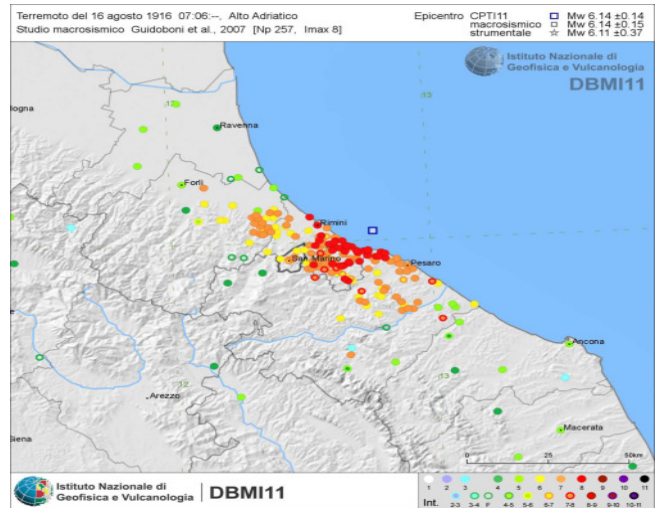 Terremoto del 16 agosto 1916 07:06:--, Alto Adriatico
Studio macrosismico Guidoboni et al., 2007 [Np 257, Imax 8]
Epicentro CPTI11 Mw 6.14 ±0.14
macrosismico Mw 6.14 ±0.15
strumentale Mw 6.11 ±0.37
Istituto Nazionale di
Geofisica e Vulcanologia
DBMI11
12
13
ologna
Ravenna
Forlì
Rimini
San Marino
Pesaro
Ancona
12
13
Arezzo
Macerata
Siena
0 25 50km
Istituto Nazionale di
Geofisica e Vulcanologia
DBMI11
Int.
1 2 3 4 5 6 7 8 9 10 11
2-3 3-4 F 4-5 5-6 6-7 7-8 8-9 9-10 10-11